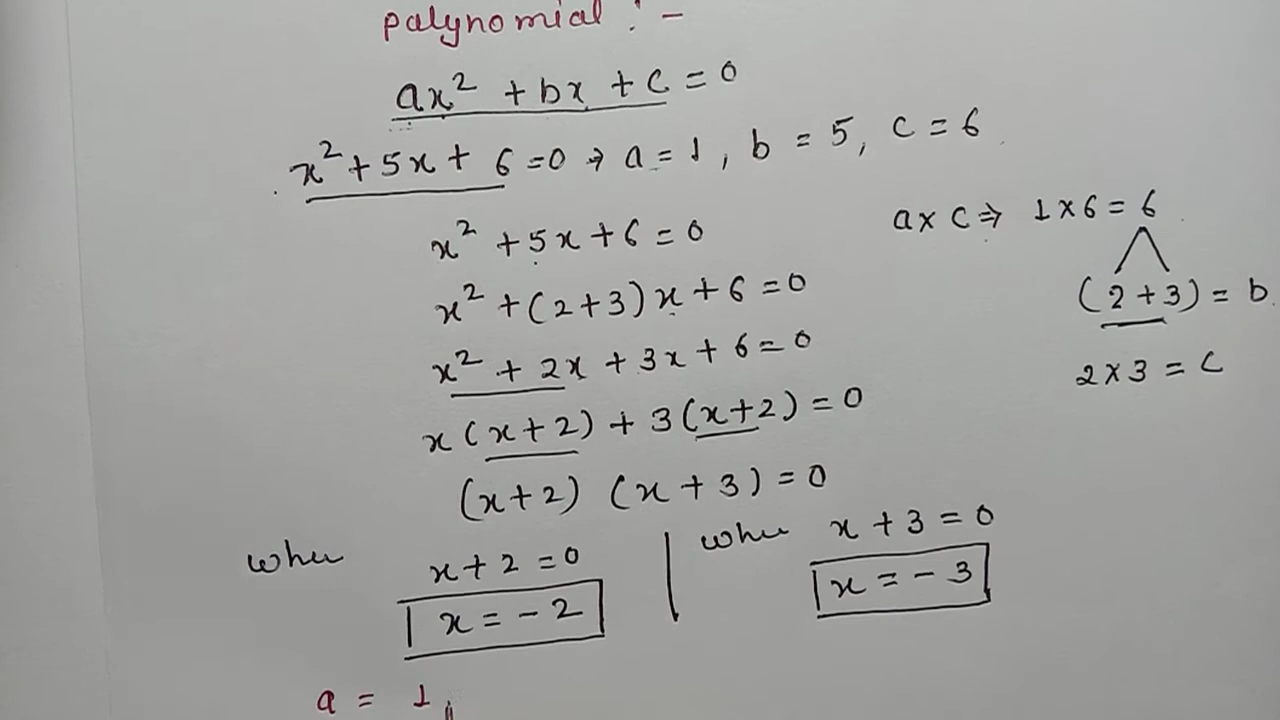 palynomial :-
ax² + bx + c = 0
x² + 5x + 6 = 0 → a = 1, b = 5, c = 6
x² + 5x + 6 = 0
a × c ⇒ 1 × 6 = 6
x² + (2+3)x + 6 = 0
(2+3) = b
x² + 2x + 3x + 6 = 0
2 × 3 = c
x(x+2) + 3(x+2) = 0
(x+2) (x+3) = 0
when x + 2 = 0
x = -2
when x + 3 = 0
x = -3
a = 1,